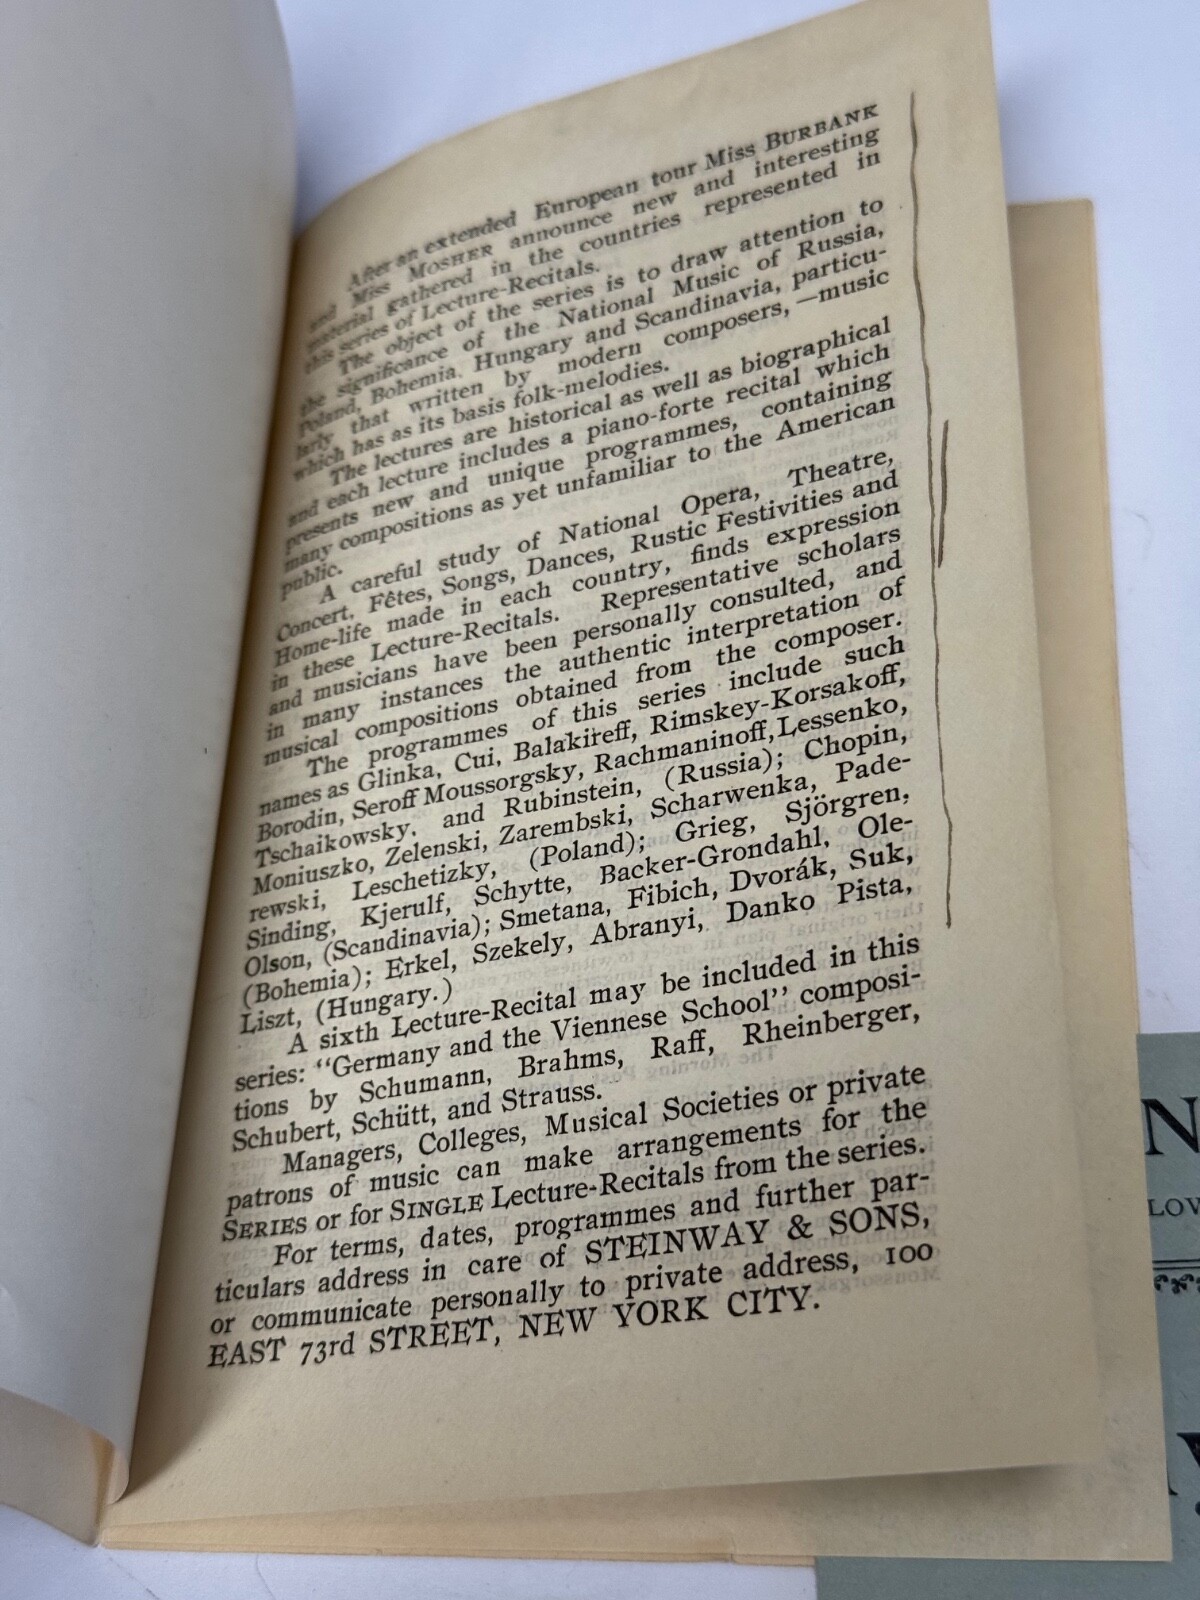 After an extended European tour Miss BURBANK
and Miss MOSHER announce new and interesting
material gathered in the countries represented in
this series of Lecture-Recitals.
The object of the series is to draw attention to
the significance of the National Music of Russia,
Poland, Bohemia, Hungary and Scandinavia, particu-
larly that written by modern composers,—music
which has as its basis folk-melodies.
The lectures are historical as well as biographical
and each lecture includes a piano-forte recital which
presents new and unique programmes, containing
many compositions as yet unfamiliar to the American
public.
A careful study of National Opera, Theatre,
Concert, Fêtes, Songs, Dances, Rustic Festivities and
Home-life made in each country, finds expression
in these Lecture-Recitals. Representative scholars
and musicians have been personally consulted, and
in many instances the authentic interpretation of
musical compositions obtained from the composer.
The programmes of this series include such
names as Glinka, Cui, Balakireff, Rimskey-Korsakoff,
Borodin, Seroff Moussorgsky, Rachmaninoff, Lessenko,
Tschaikowsky, and Rubinstein, (Russia); Chopin,
Moniuszko, Zelenski, Zarembski, Scharwenka, Pade-
rewski, Leschetizky, (Poland); Grieg, Sjörgren,
Sinding, Kjerulf, Schytte, Backer-Grondahl, Ole-
Olson, (Scandinavia); Smetana, Fibich, Dvorák, Suk,
(Bohemia); Erkel, Szekely, Abranyi, Danko Pista,
Liszt, (Hungary.)
A sixth Lecture-Recital may be included in this
series: "Germany and the Viennese School" composi-
tions by Schumann, Brahms, Raff, Rheinberger,
Schubert, Schütt, and Strauss.
Managers, Colleges, Musical Societies or private
patrons of music can make arrangements for the
SERIES or for SINGLE Lecture-Recitals from the series.
For terms, dates, programmes and further par-
ticulars address in care of STEINWAY & SONS,
or communicate personally to private address, 100
EAST 73rd STREET, NEW YORK CITY.
N
LOW